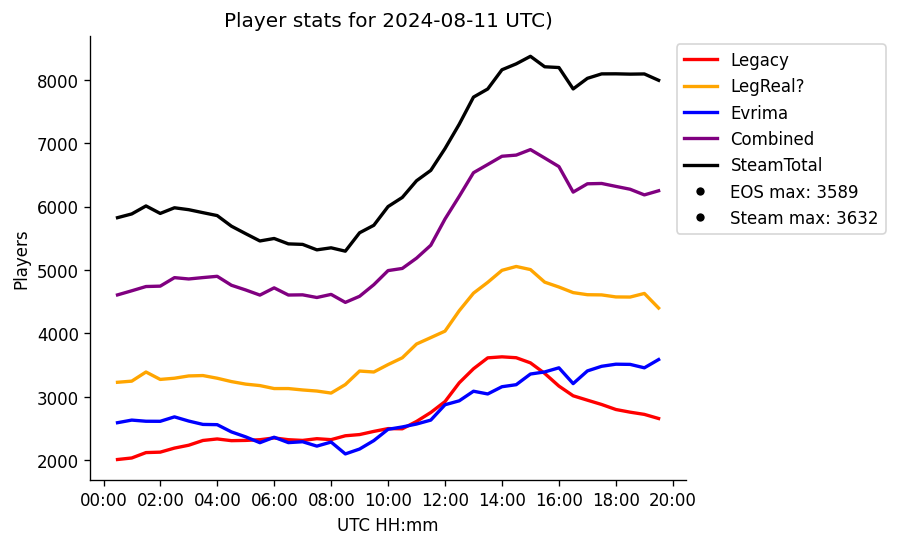 Player stats for 2024-08-11 UTC)
Legacy
LegReal?
Evrima
Combined
SteamTotal
EOS max: 3589
Steam max: 3632
8000
7000
6000
5000
4000
3000
2000
Players
00:00 02:00 04:00 06:00 08:00 10:00 12:00 14:00 16:00 18:00 20:00
UTC HH:mm